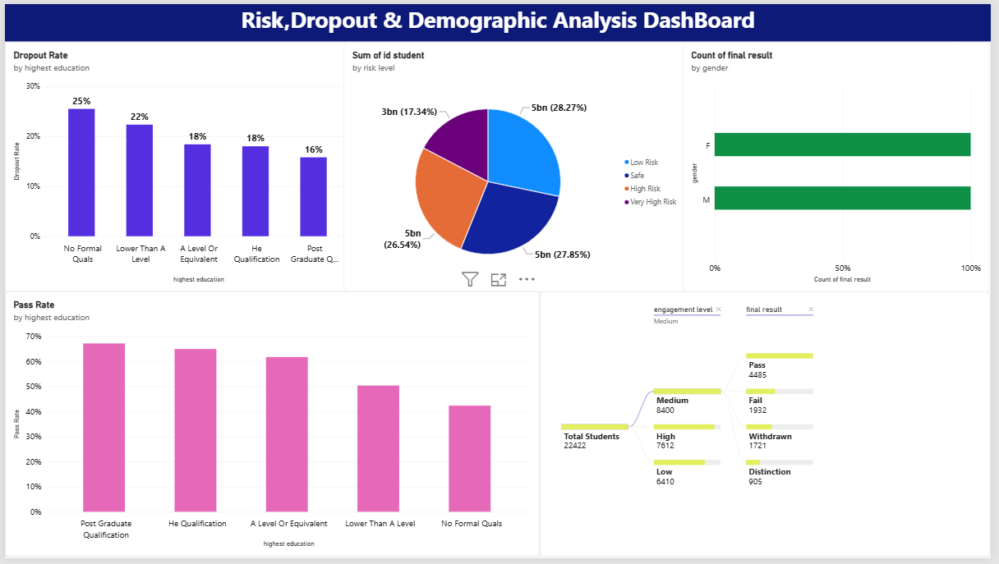 Risk,Dropout & Demographic Analysis DashBoard
Dropout Rate
by highest education
30%
20%
10%
0%
Dropout Rate
25%
22%
18%
18%
16%
No Formal
Quals
Lower Than A
Level
A Level Or
Equivalent
He
Qualification
Post
Graduate Q...
highest education
Sum of id student
by risk level
3bn (17.34%)
5bn (28.27%)
5bn
(26.54%)
5bn (27.85%)
Low Risk
Safe
High Risk
Very High Risk
Count of final result
by gender
gender
F
M
0%
50%
100%
Count of final result
Pass Rate
by highest education
70%
60%
50%
40%
30%
20%
10%
0%
Pass Rate
Post Graduate
Qualification
He Qualification
A Level Or Equivalent
Lower Than A Level
No Formal Quals
highest education
engagement level
Medium
final result
Total Students
22422
Medium
8400
High
7612
Low
6410
Pass
4485
Fail
1932
Withdrawn
1721
Distinction
905